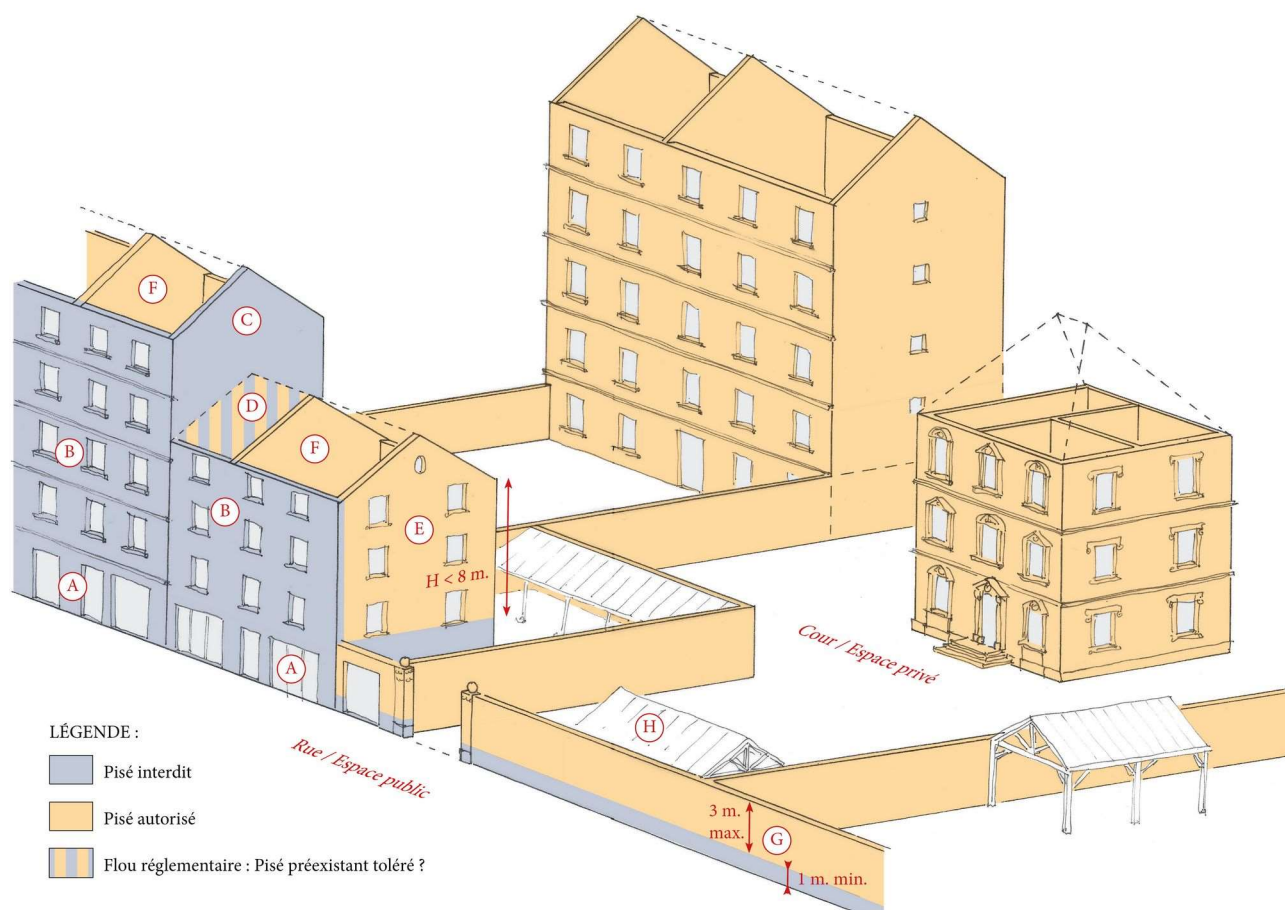 F
C
D
F
B
B
E
H < 8 m.
A
A
Cour / Espace privé
H
Rue / Espace public
3 m.
max.
G
1 m. min.
LÉGENDE :
Pisé interdit
Pisé autorisé
Flou réglementaire : Pisé préexistant toléré ?